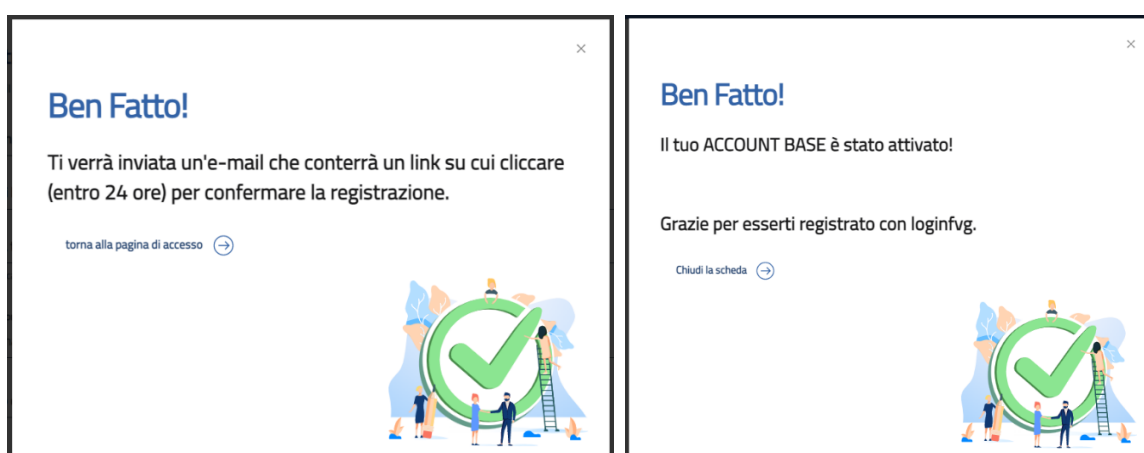 Ben Fatto!
Ti verrà inviata un'e-mail che conterrà un link su cui cliccare
(entro 24 ore) per confermare la registrazione.
torna alla pagina di accesso
Ben Fatto!
Il tuo ACCOUNT BASE è stato attivato!
Grazie per esserti registrato con loginfvg.
Chiudi la scheda